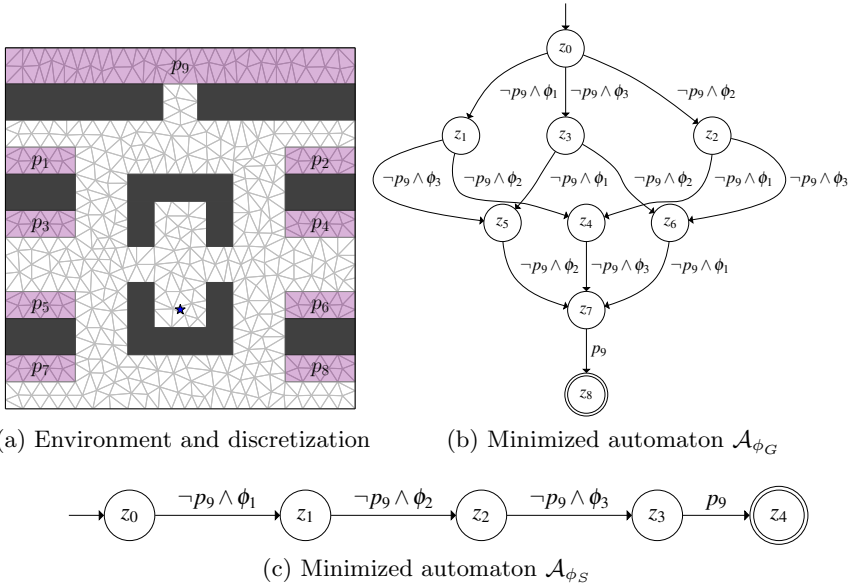 p₉
p₁ p₂
p₃ p₄
p₅ p₆
p₇ p₈
(a) Environment and discretization
z₀
¬p₉ ∧ ϕ₁ ¬p₉ ∧ ϕ₃ ¬p₉ ∧ ϕ₂
z₁ z₃ z₂
¬p₉ ∧ ϕ₃ ¬p₉ ∧ ϕ₂ ¬p₉ ∧ ϕ₁ ¬p₉ ∧ ϕ₂ ¬p₉ ∧ ϕ₁ ¬p₉ ∧ ϕ₃
z₅ z₄ z₆
¬p₉ ∧ ϕ₂ ¬p₉ ∧ ϕ₃ ¬p₉ ∧ ϕ₁
z₇
p₉
z₈
(b) Minimized automaton 𝒜_ϕ_G
¬p₉ ∧ ϕ₁ ¬p₉ ∧ ϕ₂ ¬p₉ ∧ ϕ₃ p₉
z₀ z₁ z₂ z₃ z₄
(c) Minimized automaton 𝒜_ϕ_S